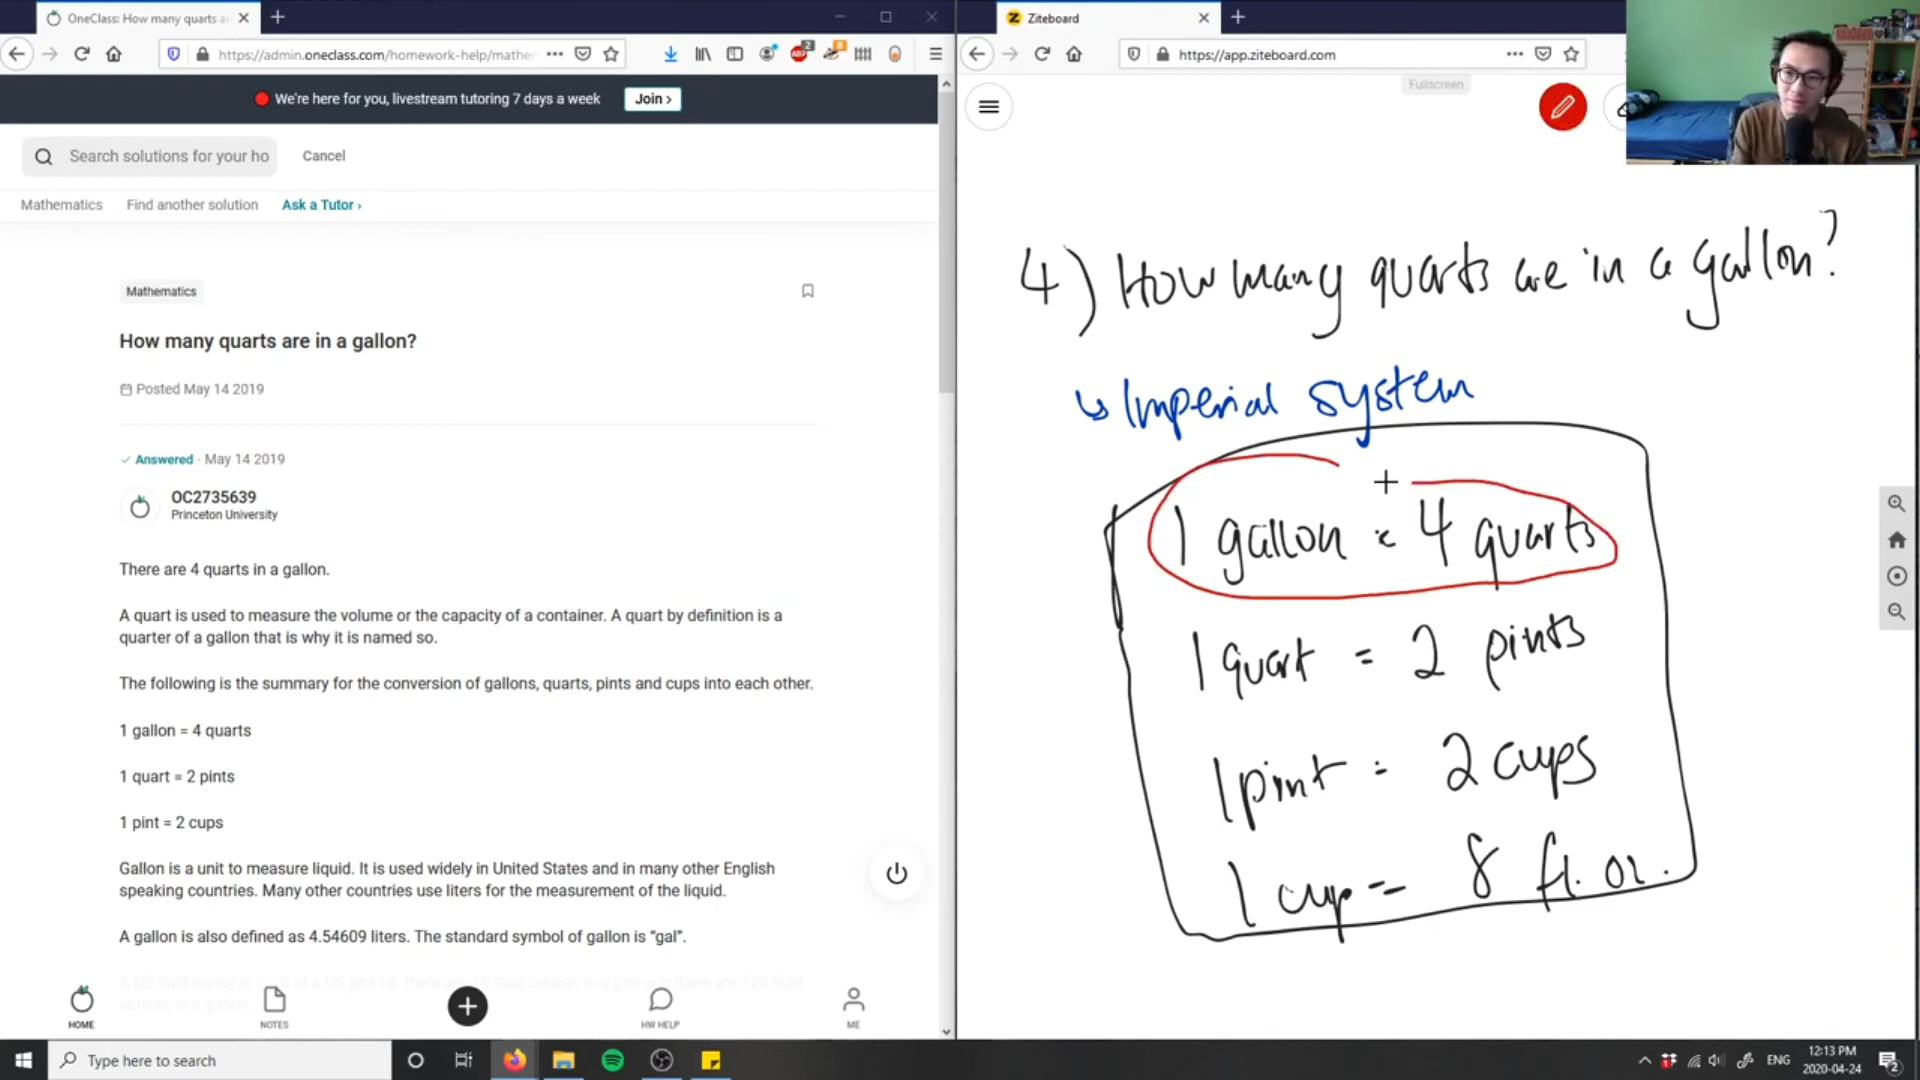 OneClass: How many quarts a
https://admin.oneclass.com/homework-help/mathe
2
8
We're here for you, livestream tutoring 7 days a week
Join ›
Search solutions for your ho
Cancel
Mathematics
Find another solution
Ask a Tutor ›
Mathematics
How many quarts are in a gallon?
Posted May 14 2019
Answered - May 14 2019
OC2735639
Princeton University
There are 4 quarts in a gallon.
A quart is used to measure the volume or the capacity of a container. A quart by definition is a
quarter of a gallon that is why it is named so.
The following is the summary for the conversion of gallons, quarts, pints and cups into each other.
1 gallon = 4 quarts
1 quart = 2 pints
1 pint = 2 cups
Gallon is a unit to measure liquid. It is used widely in United States and in many other English
speaking countries. Many other countries use liters for the measurement of the liquid.
A gallon is also defined as 4.54609 liters. The standard symbol of gallon is “gal”.
HOME
NOTES
HW HELP
ME
Ziteboard
https://app.ziteboard.com
Fullscreen
4) How many quarts are in a gallon?
↳ Imperial system
1 gallon = 4 quarts
1 quart = 2 pints
1 pint = 2 cups
1 cup = 8 fl. oz.
Type here to search
ENG
12:13 PM
2020-04-24
2